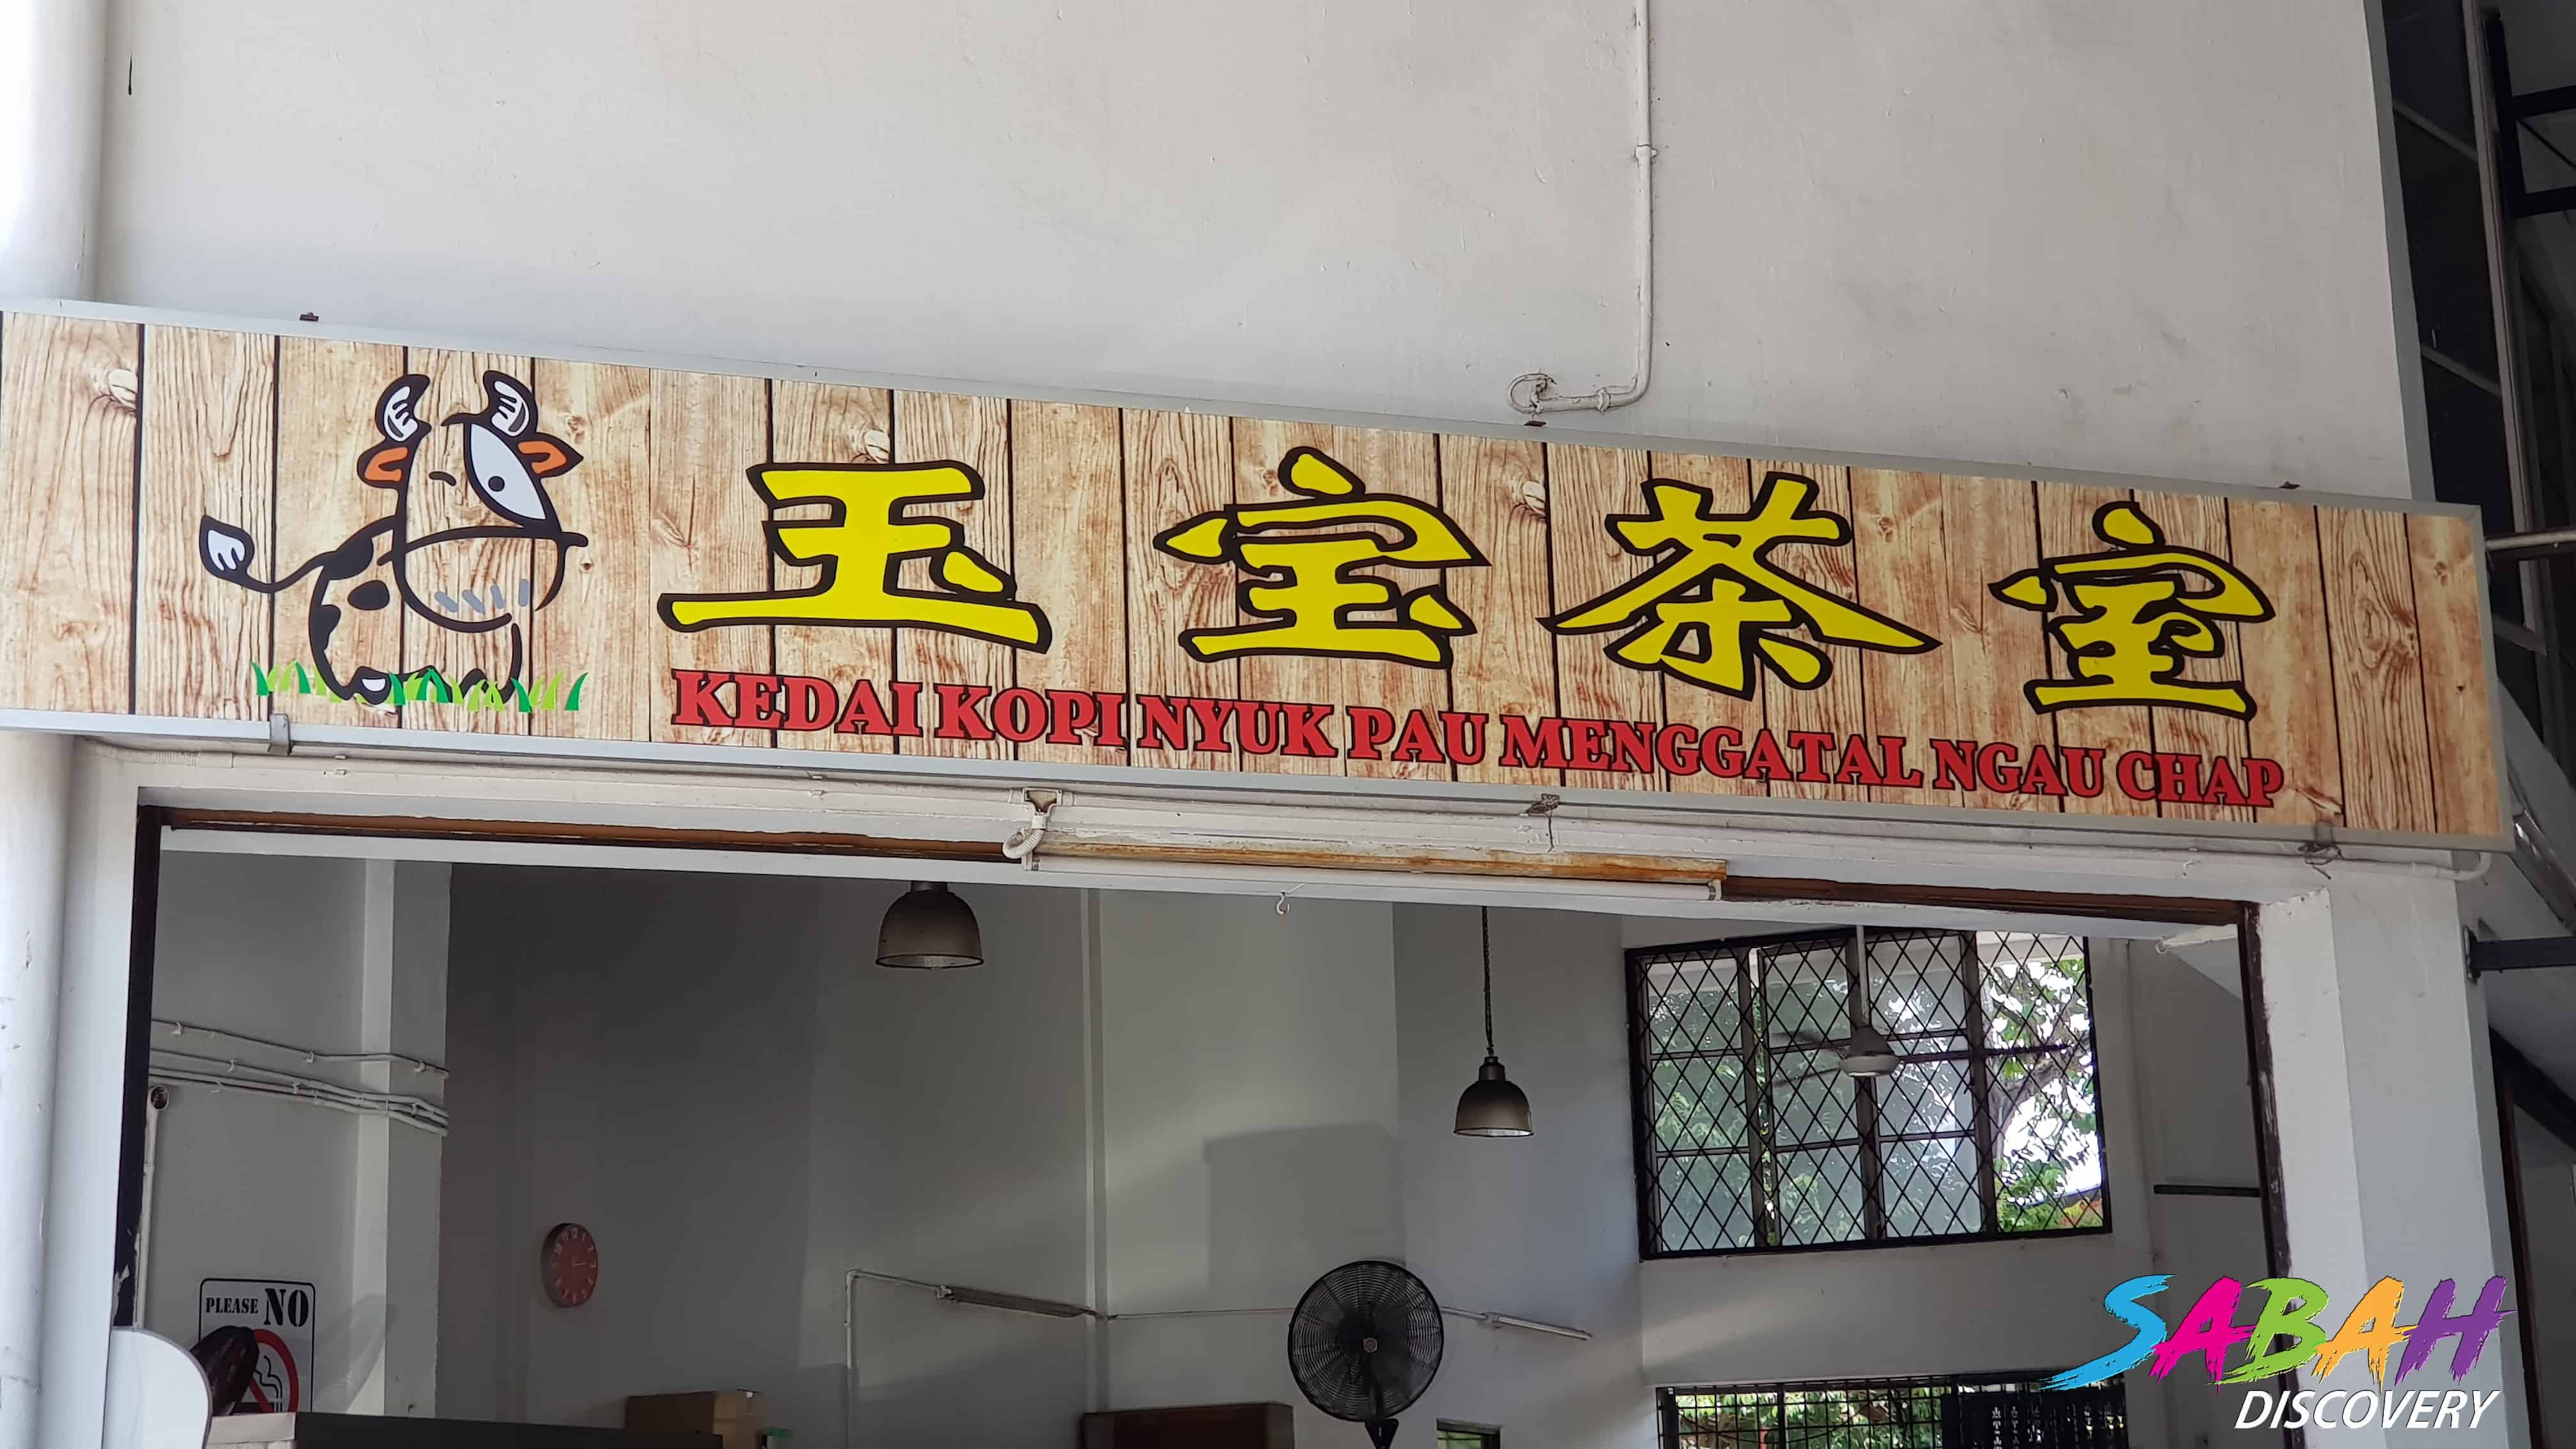 玉宝茶室
KEDAI KOPI NYUK PAU MENGGATAL NGAU CHAP
PLEASE NO
SABAH
DISCOVERY